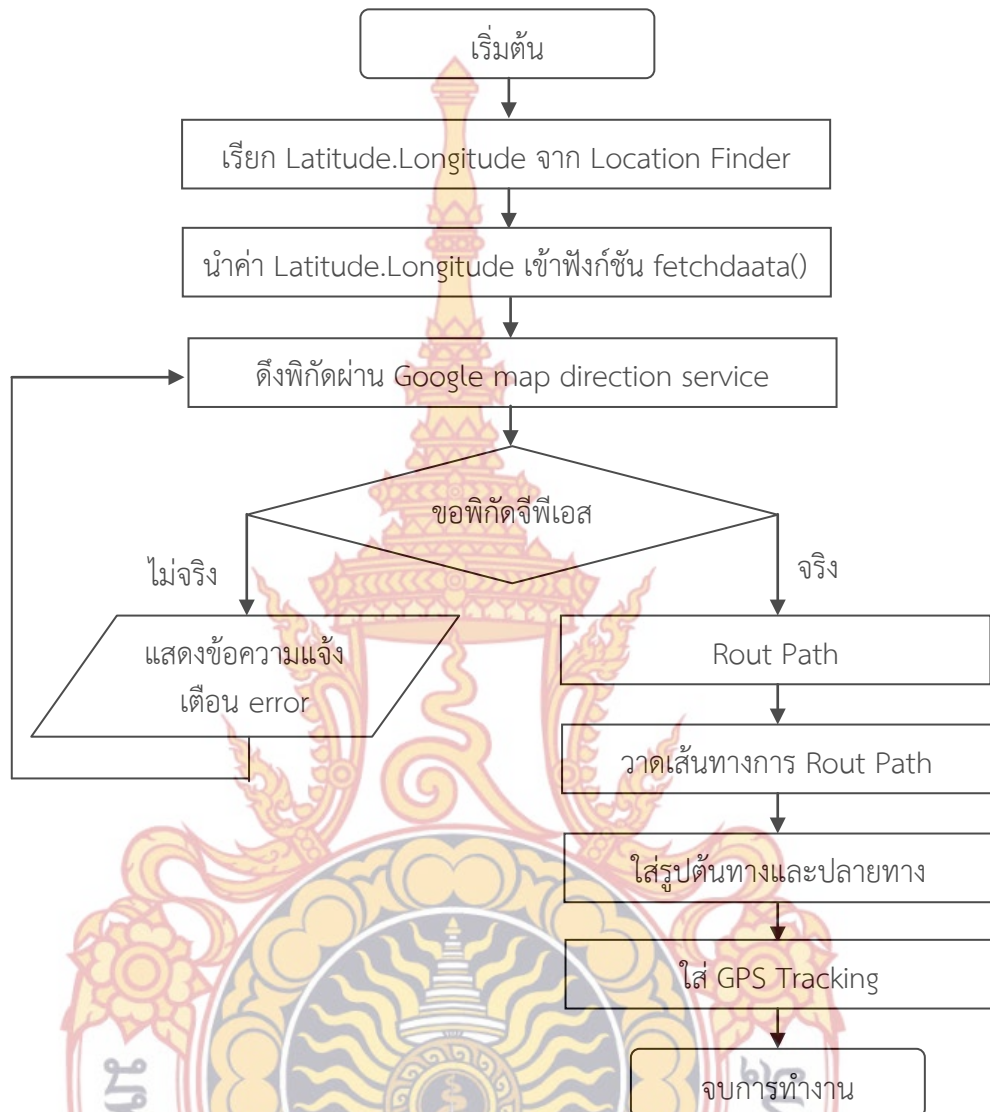 เริ่มต้น
เรียก Latitude.Longitude จาก Location Finder
นำค่า Latitude.Longitude เข้าฟังก์ชัน fetchdaata()
ดึงพิกัดผ่าน Google map direction service
ขอพิกัดจีพีเอส
ไม่จริง
จริง
แสดงข้อความแจ้ง
เตือน error
Rout Path
วาดเส้นทางการ Rout Path
ใส่รูปต้นทางและปลายทาง
ใส่ GPS Tracking
จบการทำงาน